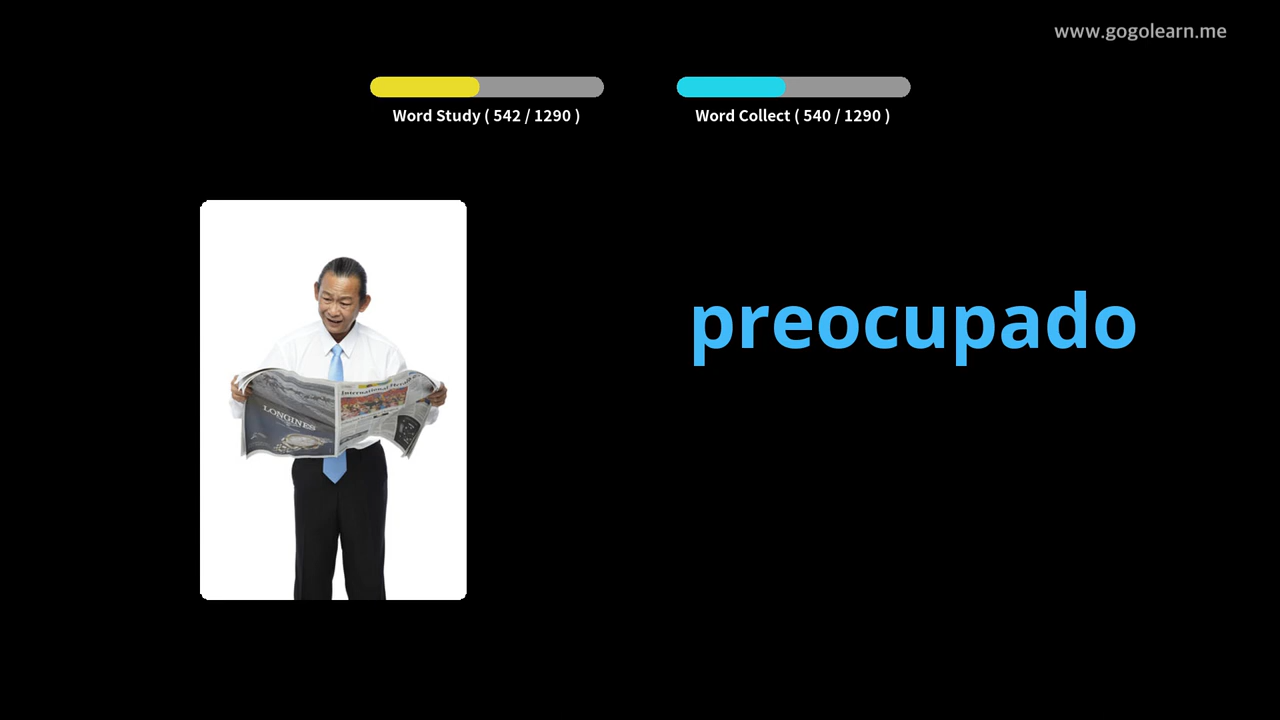 www.gogolearn.me
Word Study ( 542 / 1290 )
Word Collect ( 540 / 1290 )
preocupado
LONGINES
International Herald